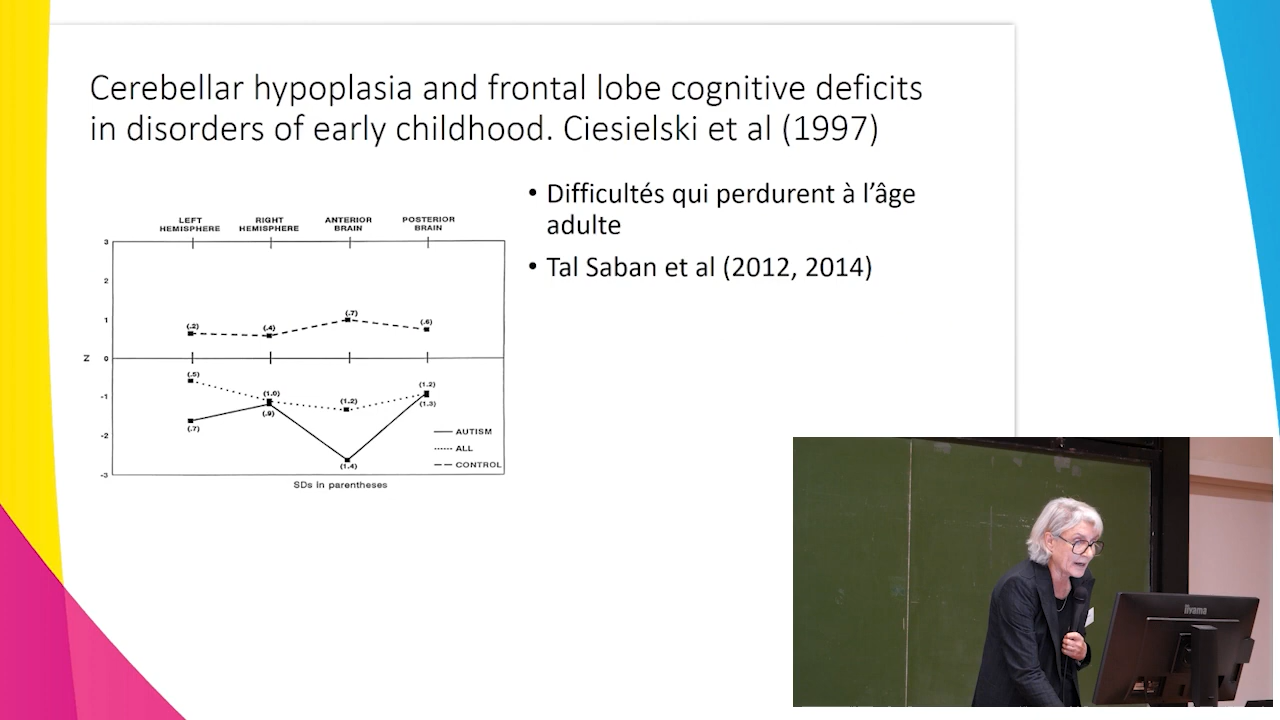 Cerebellar hypoplasia and frontal lobe cognitive deficits
in disorders of early childhood. Ciesielski et al (1997)
• Difficultés qui perdurent à l'âge
adulte
• Tal Saban et al (2012, 2014)
LEFT HEMISPHERE
RIGHT HEMISPHERE
ANTERIOR BRAIN
POSTERIOR BRAIN
3
2
1
Z 0
-1
-2
-3
(.2)
(.4)
(.7)
(.6)
(.5)
(1.0)
(1.2)
(1.2)
(.7)
(.9)
(1.4)
(1.3)
AUTISM
ALL
CONTROL
SDs in parentheses
iiyama